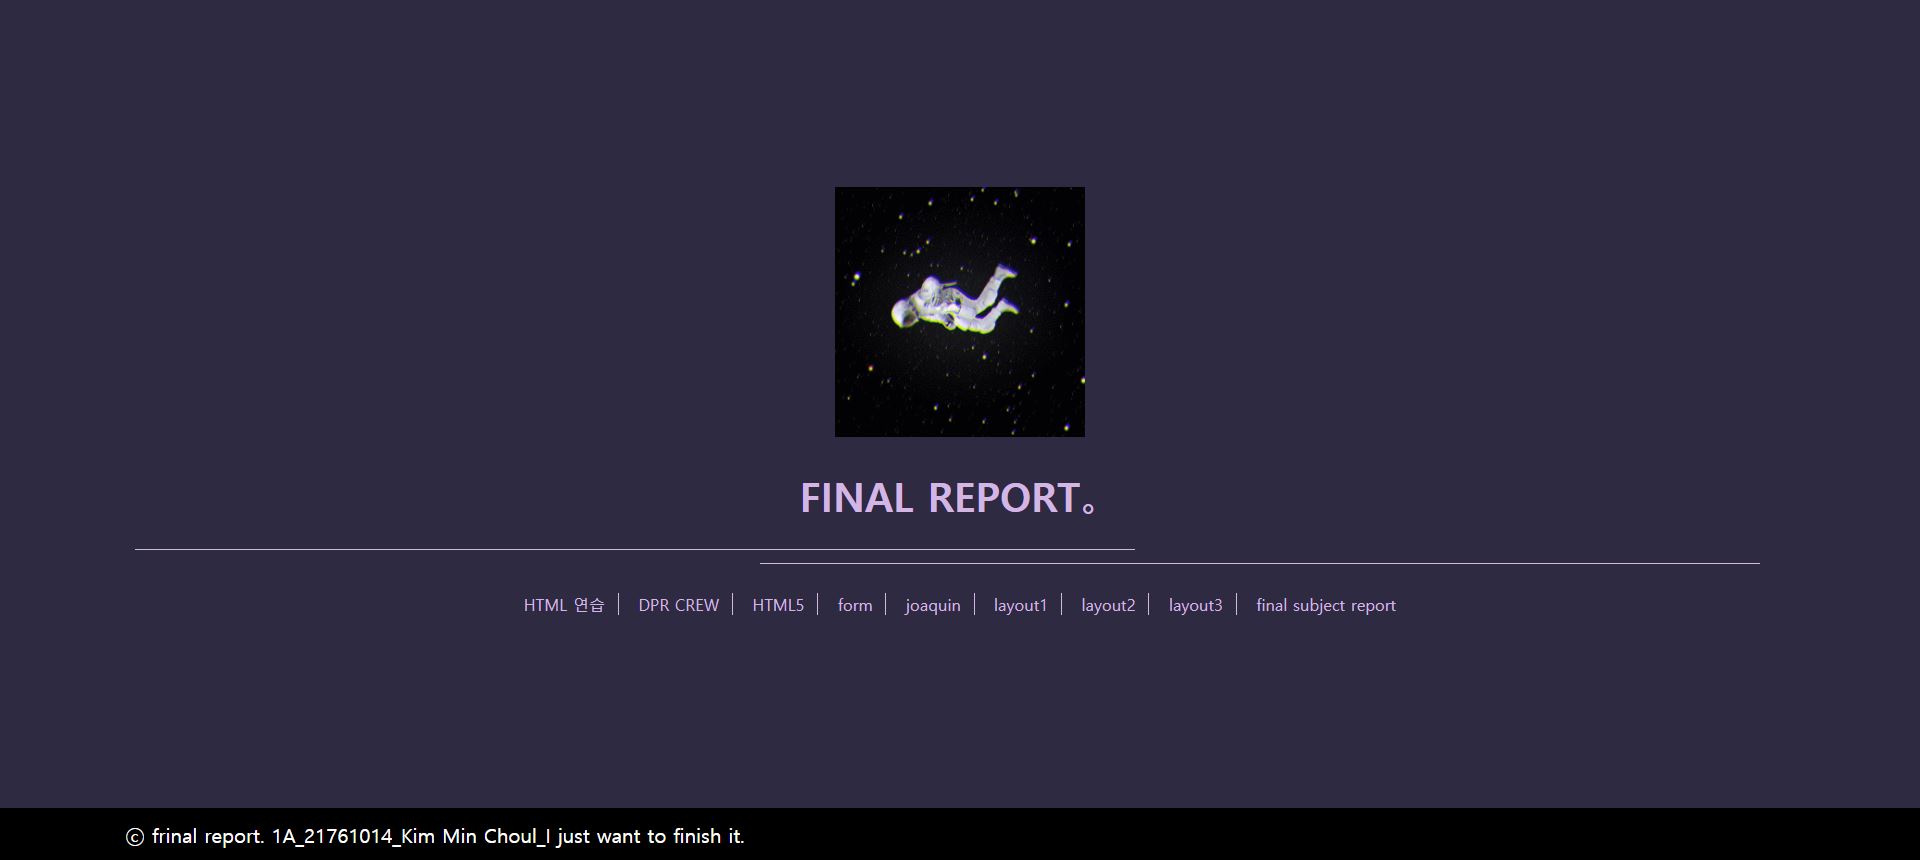 FINAL REPORT。
HTML 연습 DPR CREW HTML5 form joaquin layout1 layout2 layout3 final subject report
ⓒ frinal report. 1A_21761014_Kim Min Choul_I just want to finish it.